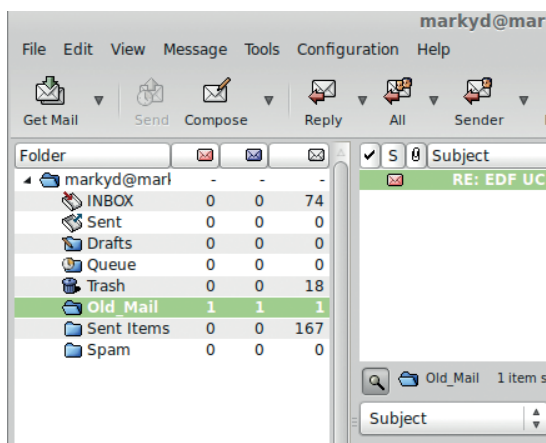 markyd@mar
File Edit View Message Tools Configuration Help
Get Mail Send Compose Reply All Sender
Folder
markyd@mark - - -
INBOX 0 0 74
Sent 0 0 0
Drafts 0 0 0
Queue 0 0 0
Trash 0 0 18
Old_Mail 1 1 1
Sent Items 0 0 167
Spam 0 0 0
S Subject
RE: EDF UC
Old_Mail 1 item s
Subject